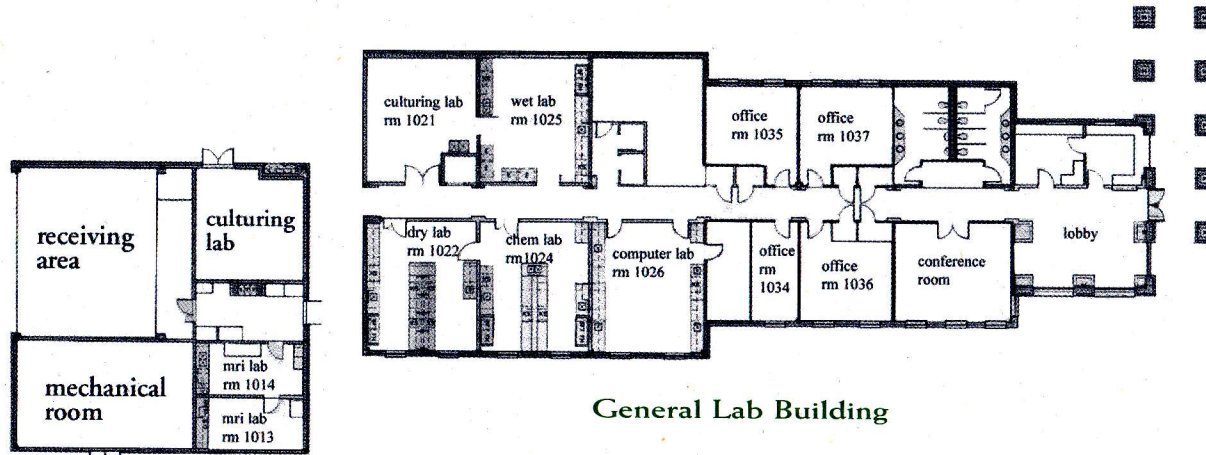 receiving
area
culturing
lab
mechanical
room
mri lab
rm 1014
mri lab
rm 1013
culturing lab
rm 1021
wet lab
rm 1025
office
rm 1035
office
rm 1037
dry lab
rm 1022
chem lab
rm1024
computer lab
rm 1026
office
rm
1034
office
rm 1036
conference
room
lobby
General Lab Building